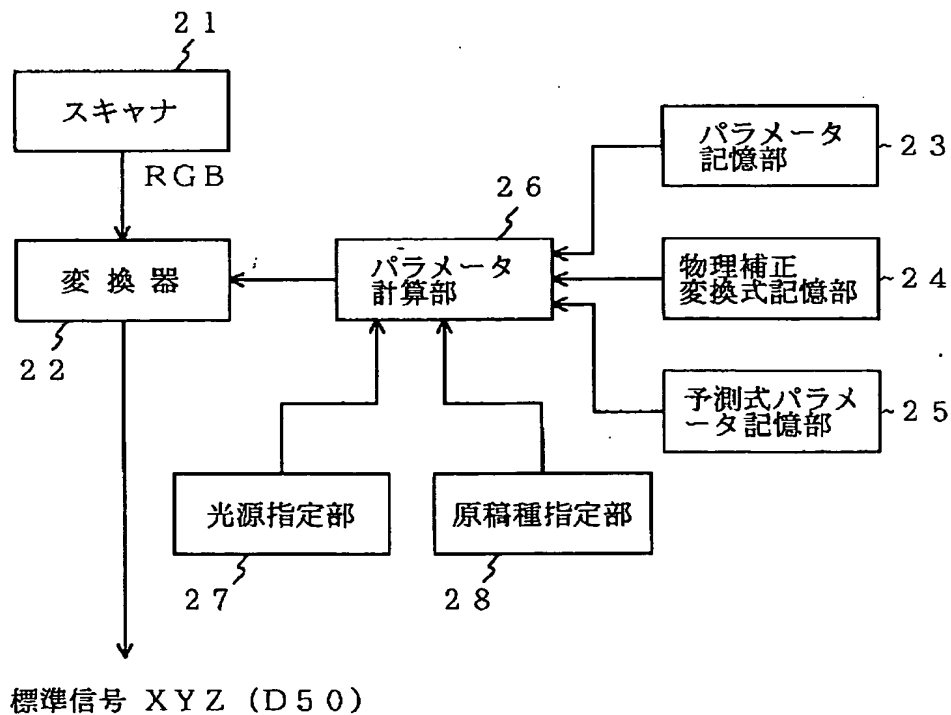 ２１
スキャナ
ＲＧＢ
変換器
２２
２６
パラメータ
計算部
パラメータ
記憶部
２３
物理補正
変換式記憶部
２４
予測式パラメ
ータ記憶部
２５
光源指定部
２７
原稿種指定部
２８
標準信号 ＸＹＺ（Ｄ５０）